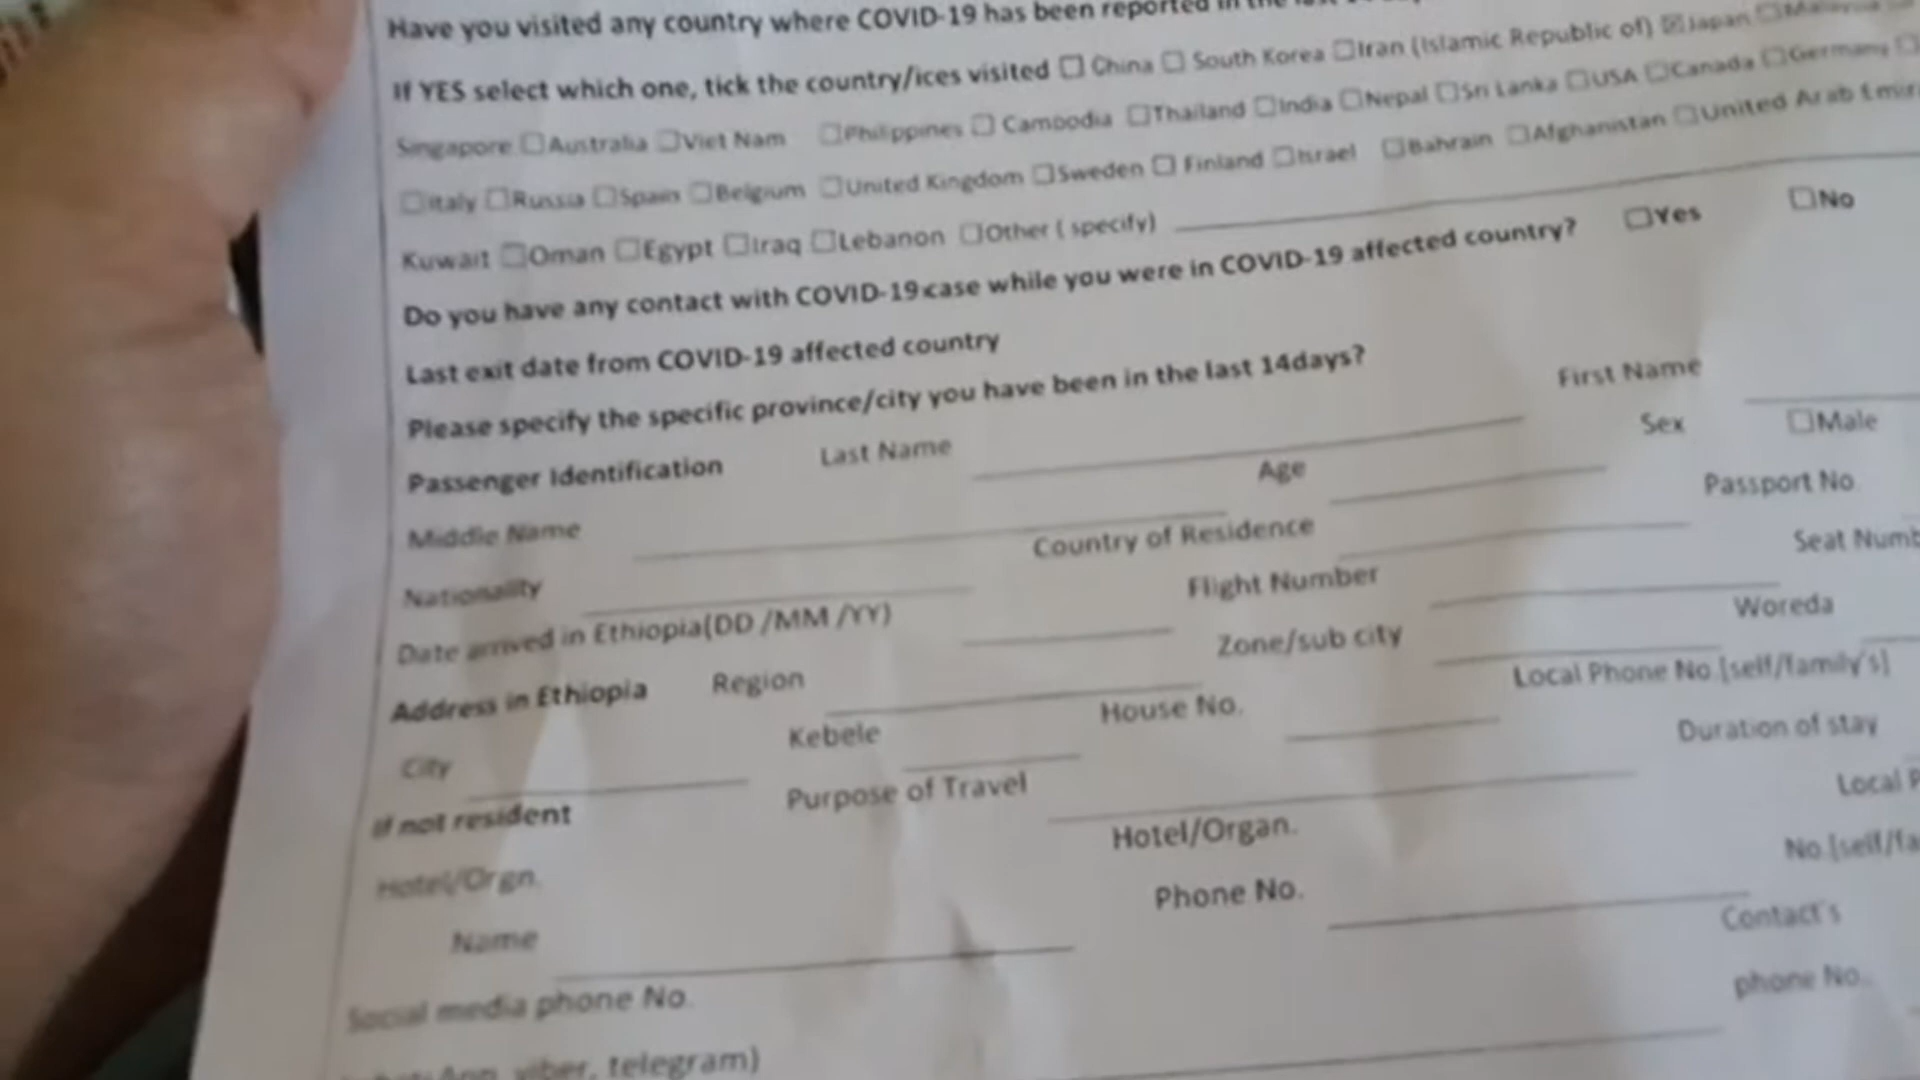 Have you visited any country where COVID-19 has been reported in the last
If YES select which one, tick the country/ices visited ☐ China ☐ South Korea ☐Iran (Islamic Republic of) ☒Japan ☐Malaysia
Singapore ☐Australia ☐Viet Nam ☐Philippines ☐ Cambodia ☐Thailand ☐India ☐Nepal ☐Sri Lanka ☐USA ☐Canada ☐Germany ☐
☐Italy ☐Russia ☐Spain ☐Belgium ☐United Kingdom ☐Sweden ☐ Finland ☐Israel ☐Bahrain ☐Afghanistan ☐United Arab Emir
Kuwait ☐Oman ☐Egypt ☐Iraq ☐Lebanon ☐Other ( specify)
Do you have any contact with COVID-19 case while you were in COVID-19 affected country? ☐Yes ☐No
Last exit date from COVID-19 affected country
Please specify the specific province/city you have been in the last 14days?
Passenger Identification Last Name First Name
Middle Name Age Sex ☐Male
Nationality Country of Residence Passport No
Date arrived in Ethiopia(DD /MM /YY) Flight Number Seat Numb
Address in Ethiopia Region Zone/sub city Woreda
City Kebele House No. Local Phone No.[self/family's]
If not resident Purpose of Travel Duration of stay
Hotel/Orgn. Hotel/Organ. Local P
Name Phone No. No.[self/fa
Social media phone No. Contact's
viber, telegram) phone No.